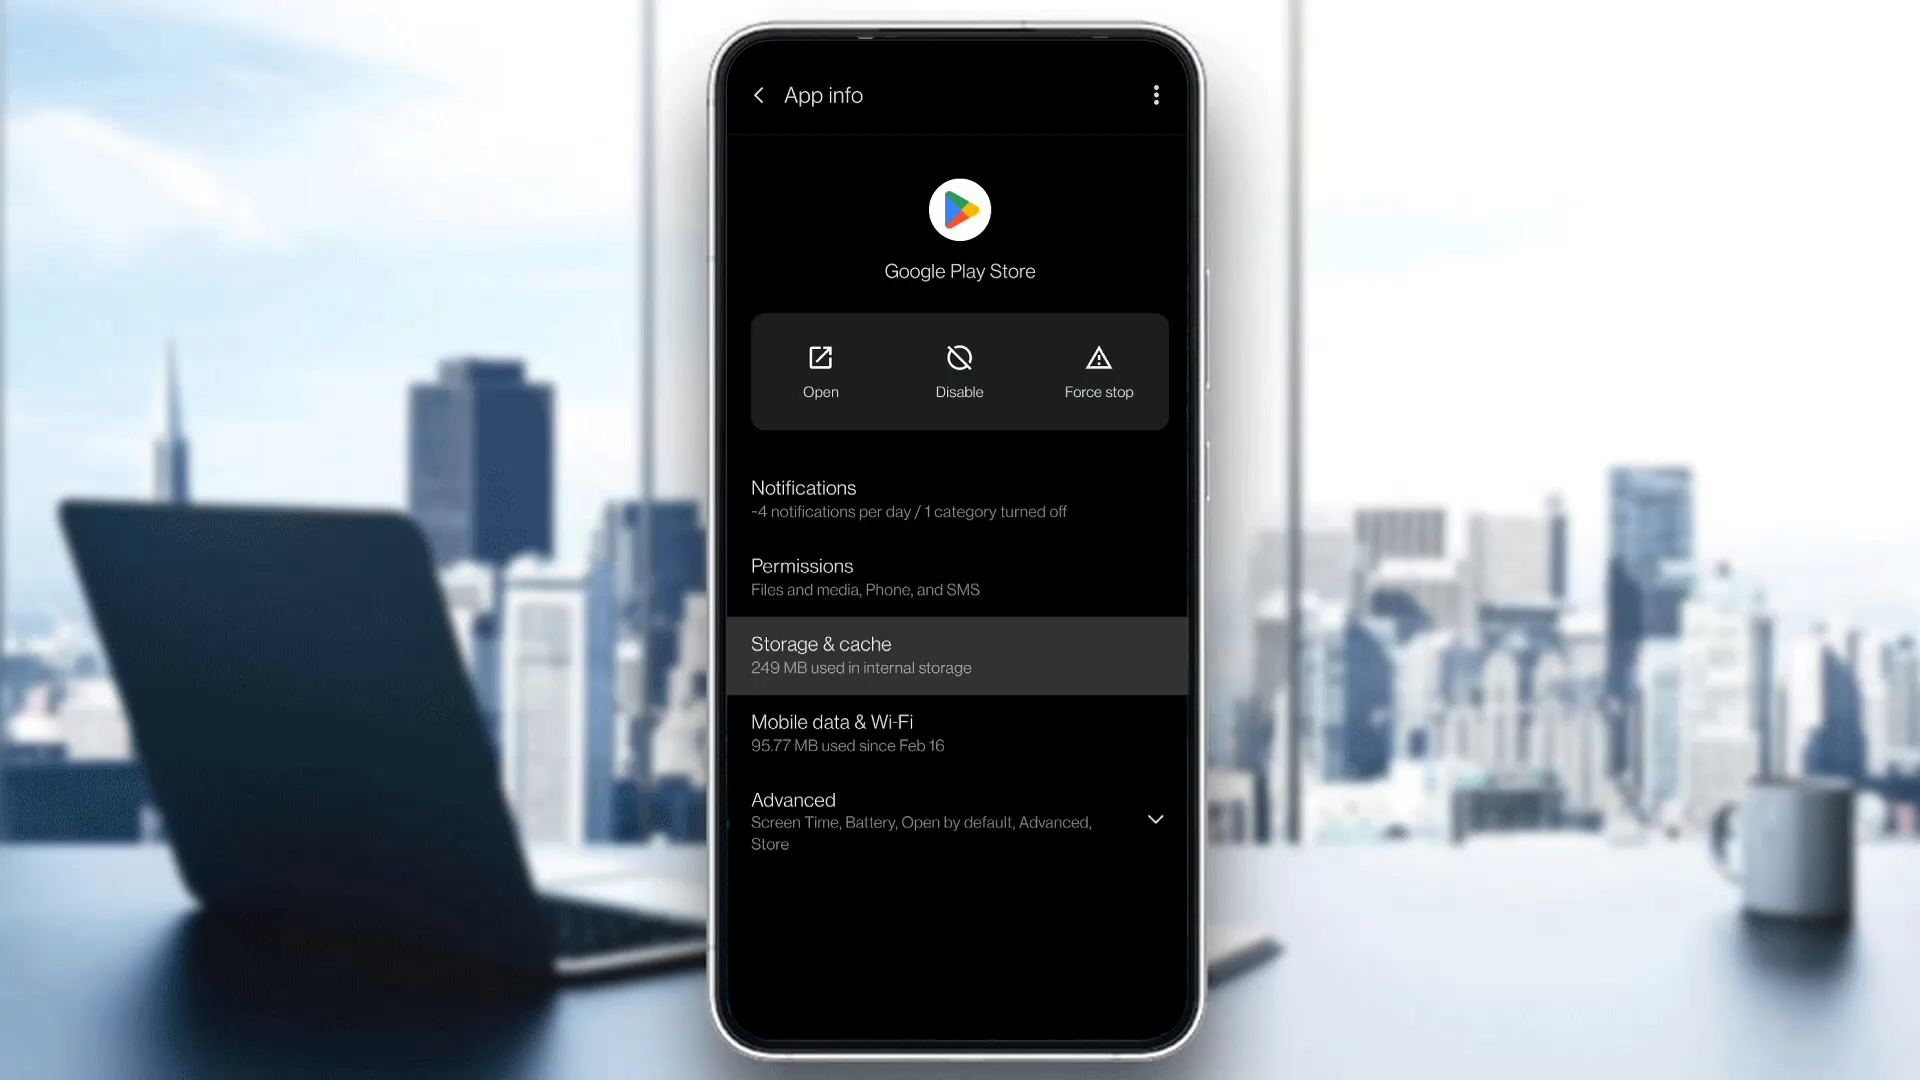 App info
Google Play Store
Open
Disable
Force stop
Notifications
~4 notifications per day / 1 category turned off
Permissions
Files and media, Phone, and SMS
Storage & cache
249 MB used in internal storage
Mobile data & Wi-Fi
95.77 MB used since Feb 16
Advanced
Screen Time, Battery, Open by default, Advanced,
Store